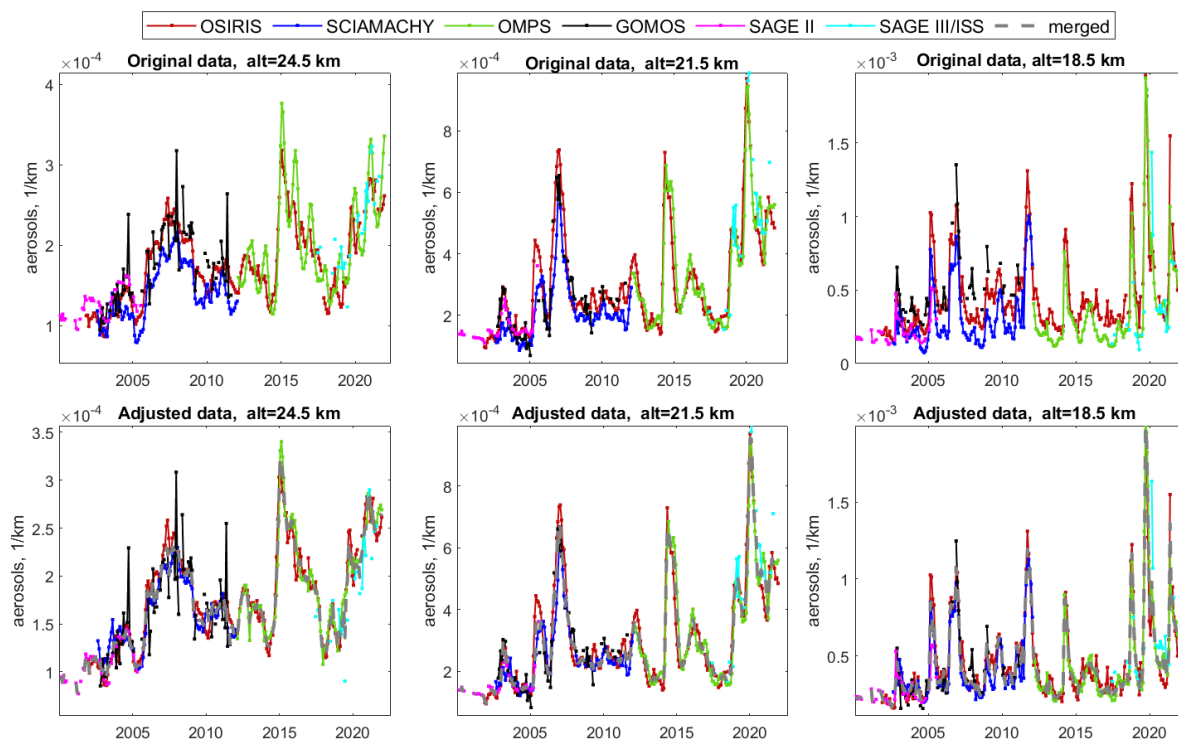 OSIRIS SCIAMACHY OMPS GOMOS SAGE II SAGE III/ISS merged
Original data, alt=24.5 km
×10⁻⁴
4
3
2
1
aerosols, 1/km
2005 2010 2015 2020
Original data, alt=21.5 km
×10⁻⁴
8
6
4
2
aerosols, 1/km
2005 2010 2015 2020
Original data, alt=18.5 km
×10⁻³
1.5
1
0.5
0
aerosols, 1/km
2005 2010 2015 2020
Adjusted data, alt=24.5 km
×10⁻⁴
3.5
3
2.5
2
1.5
1
aerosols, 1/km
2005 2010 2015 2020
Adjusted data, alt=21.5 km
×10⁻⁴
8
6
4
2
aerosols, 1/km
2005 2010 2015 2020
Adjusted data, alt=18.5 km
×10⁻³
1.5
1
0.5
aerosols, 1/km
2005 2010 2015 2020